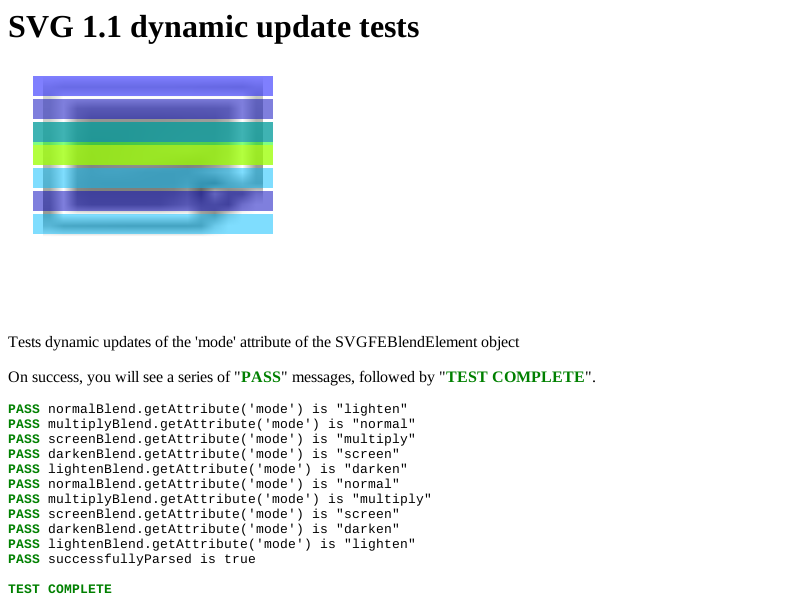 SVG 1.1 dynamic update tests
Tests dynamic updates of the 'mode' attribute of the SVGFEBlendElement object
On success, you will see a series of "PASS" messages, followed by "TEST COMPLETE".
PASS normalBlend.getAttribute('mode') is "lighten"
PASS multiplyBlend.getAttribute('mode') is "normal"
PASS screenBlend.getAttribute('mode') is "multiply"
PASS darkenBlend.getAttribute('mode') is "screen"
PASS lightenBlend.getAttribute('mode') is "darken"
PASS normalBlend.getAttribute('mode') is "normal"
PASS multiplyBlend.getAttribute('mode') is "multiply"
PASS screenBlend.getAttribute('mode') is "screen"
PASS darkenBlend.getAttribute('mode') is "darken"
PASS lightenBlend.getAttribute('mode') is "lighten"
PASS successfullyParsed is true
TEST COMPLETE